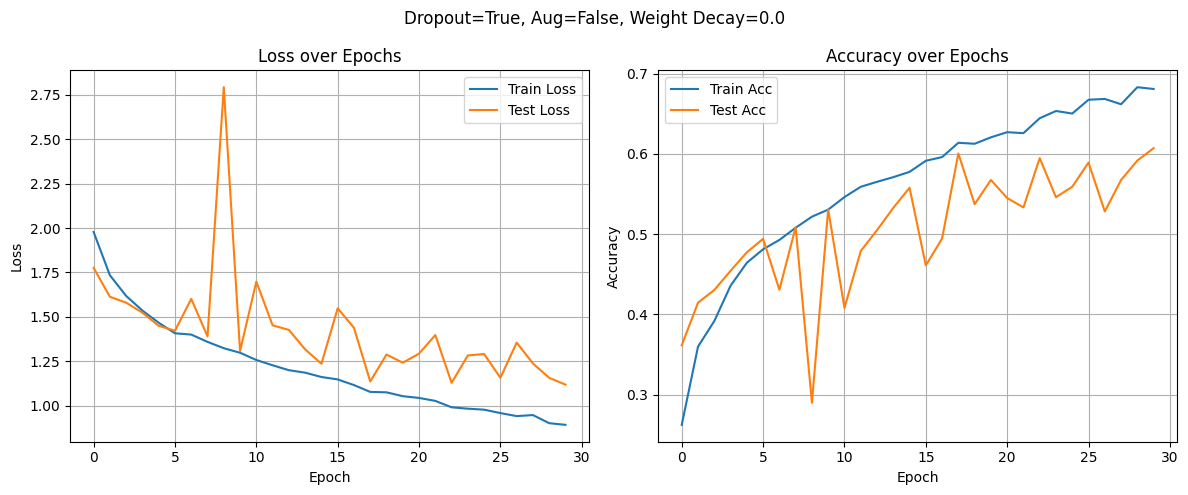 Dropout=True, Aug=False, Weight Decay=0.0
Loss over Epochs
Train Loss
Test Loss
2.75
2.50
2.25
2.00
1.75
1.50
1.25
1.00
Loss
0 5 10 15 20 25 30
Epoch
Accuracy over Epochs
Train Acc
Test Acc
0.7
0.6
0.5
0.4
0.3
Accuracy
0 5 10 15 20 25 30
Epoch